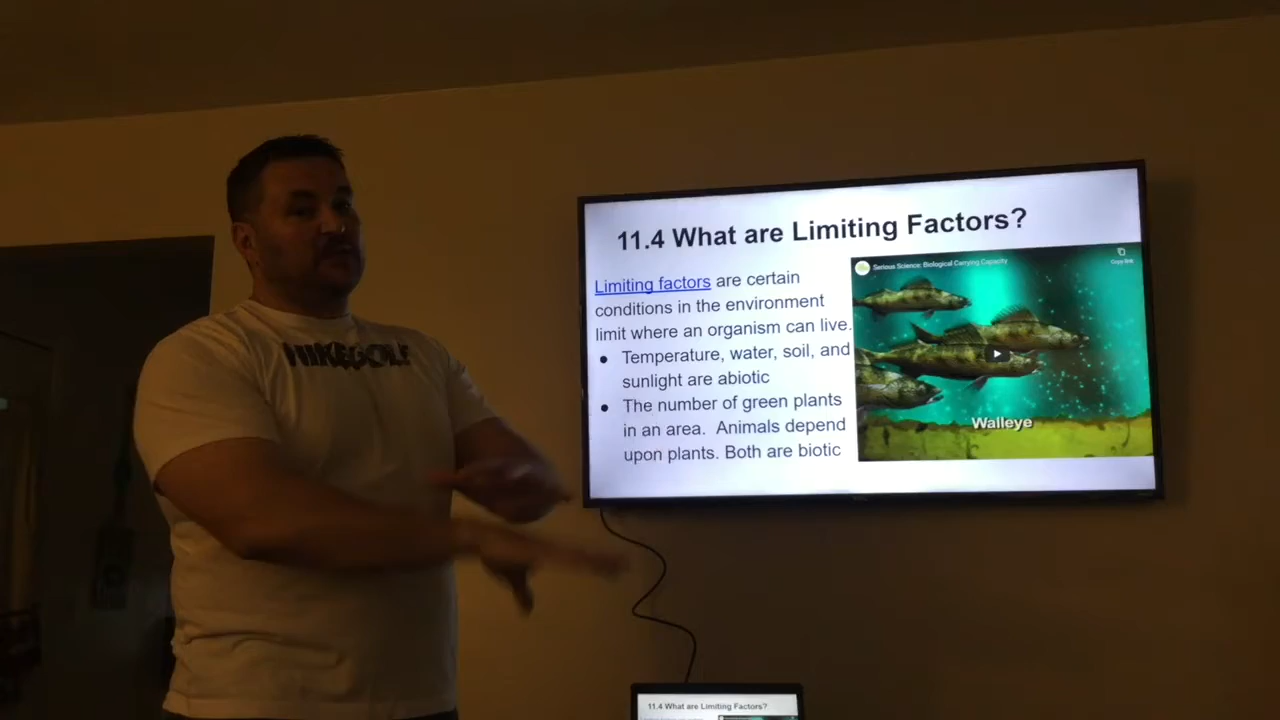 NIKEGOLF
11.4 What are Limiting Factors?
Limiting factors are certain
conditions in the environment
limit where an organism can live.
● Temperature, water, soil, and
sunlight are abiotic
● The number of green plants
in an area. Animals depend
upon plants. Both are biotic
Serious Science: Biological Carrying Capacity
Copy link
Walleye
11.4 What are Limiting Factors?